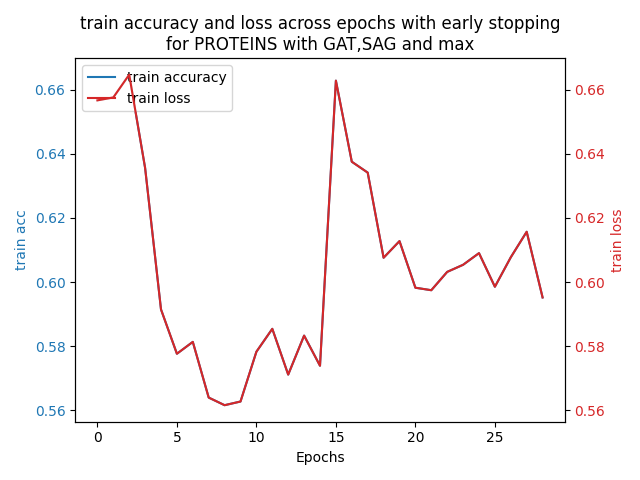 train accuracy and loss across epochs with early stopping
for PROTEINS with GAT,SAG and max
train accuracy
train loss
0.66
0.64
0.62
0.60
0.58
0.56
train acc
0.66
0.64
0.62
0.60
0.58
0.56
train loss
0
5
10
15
20
25
Epochs